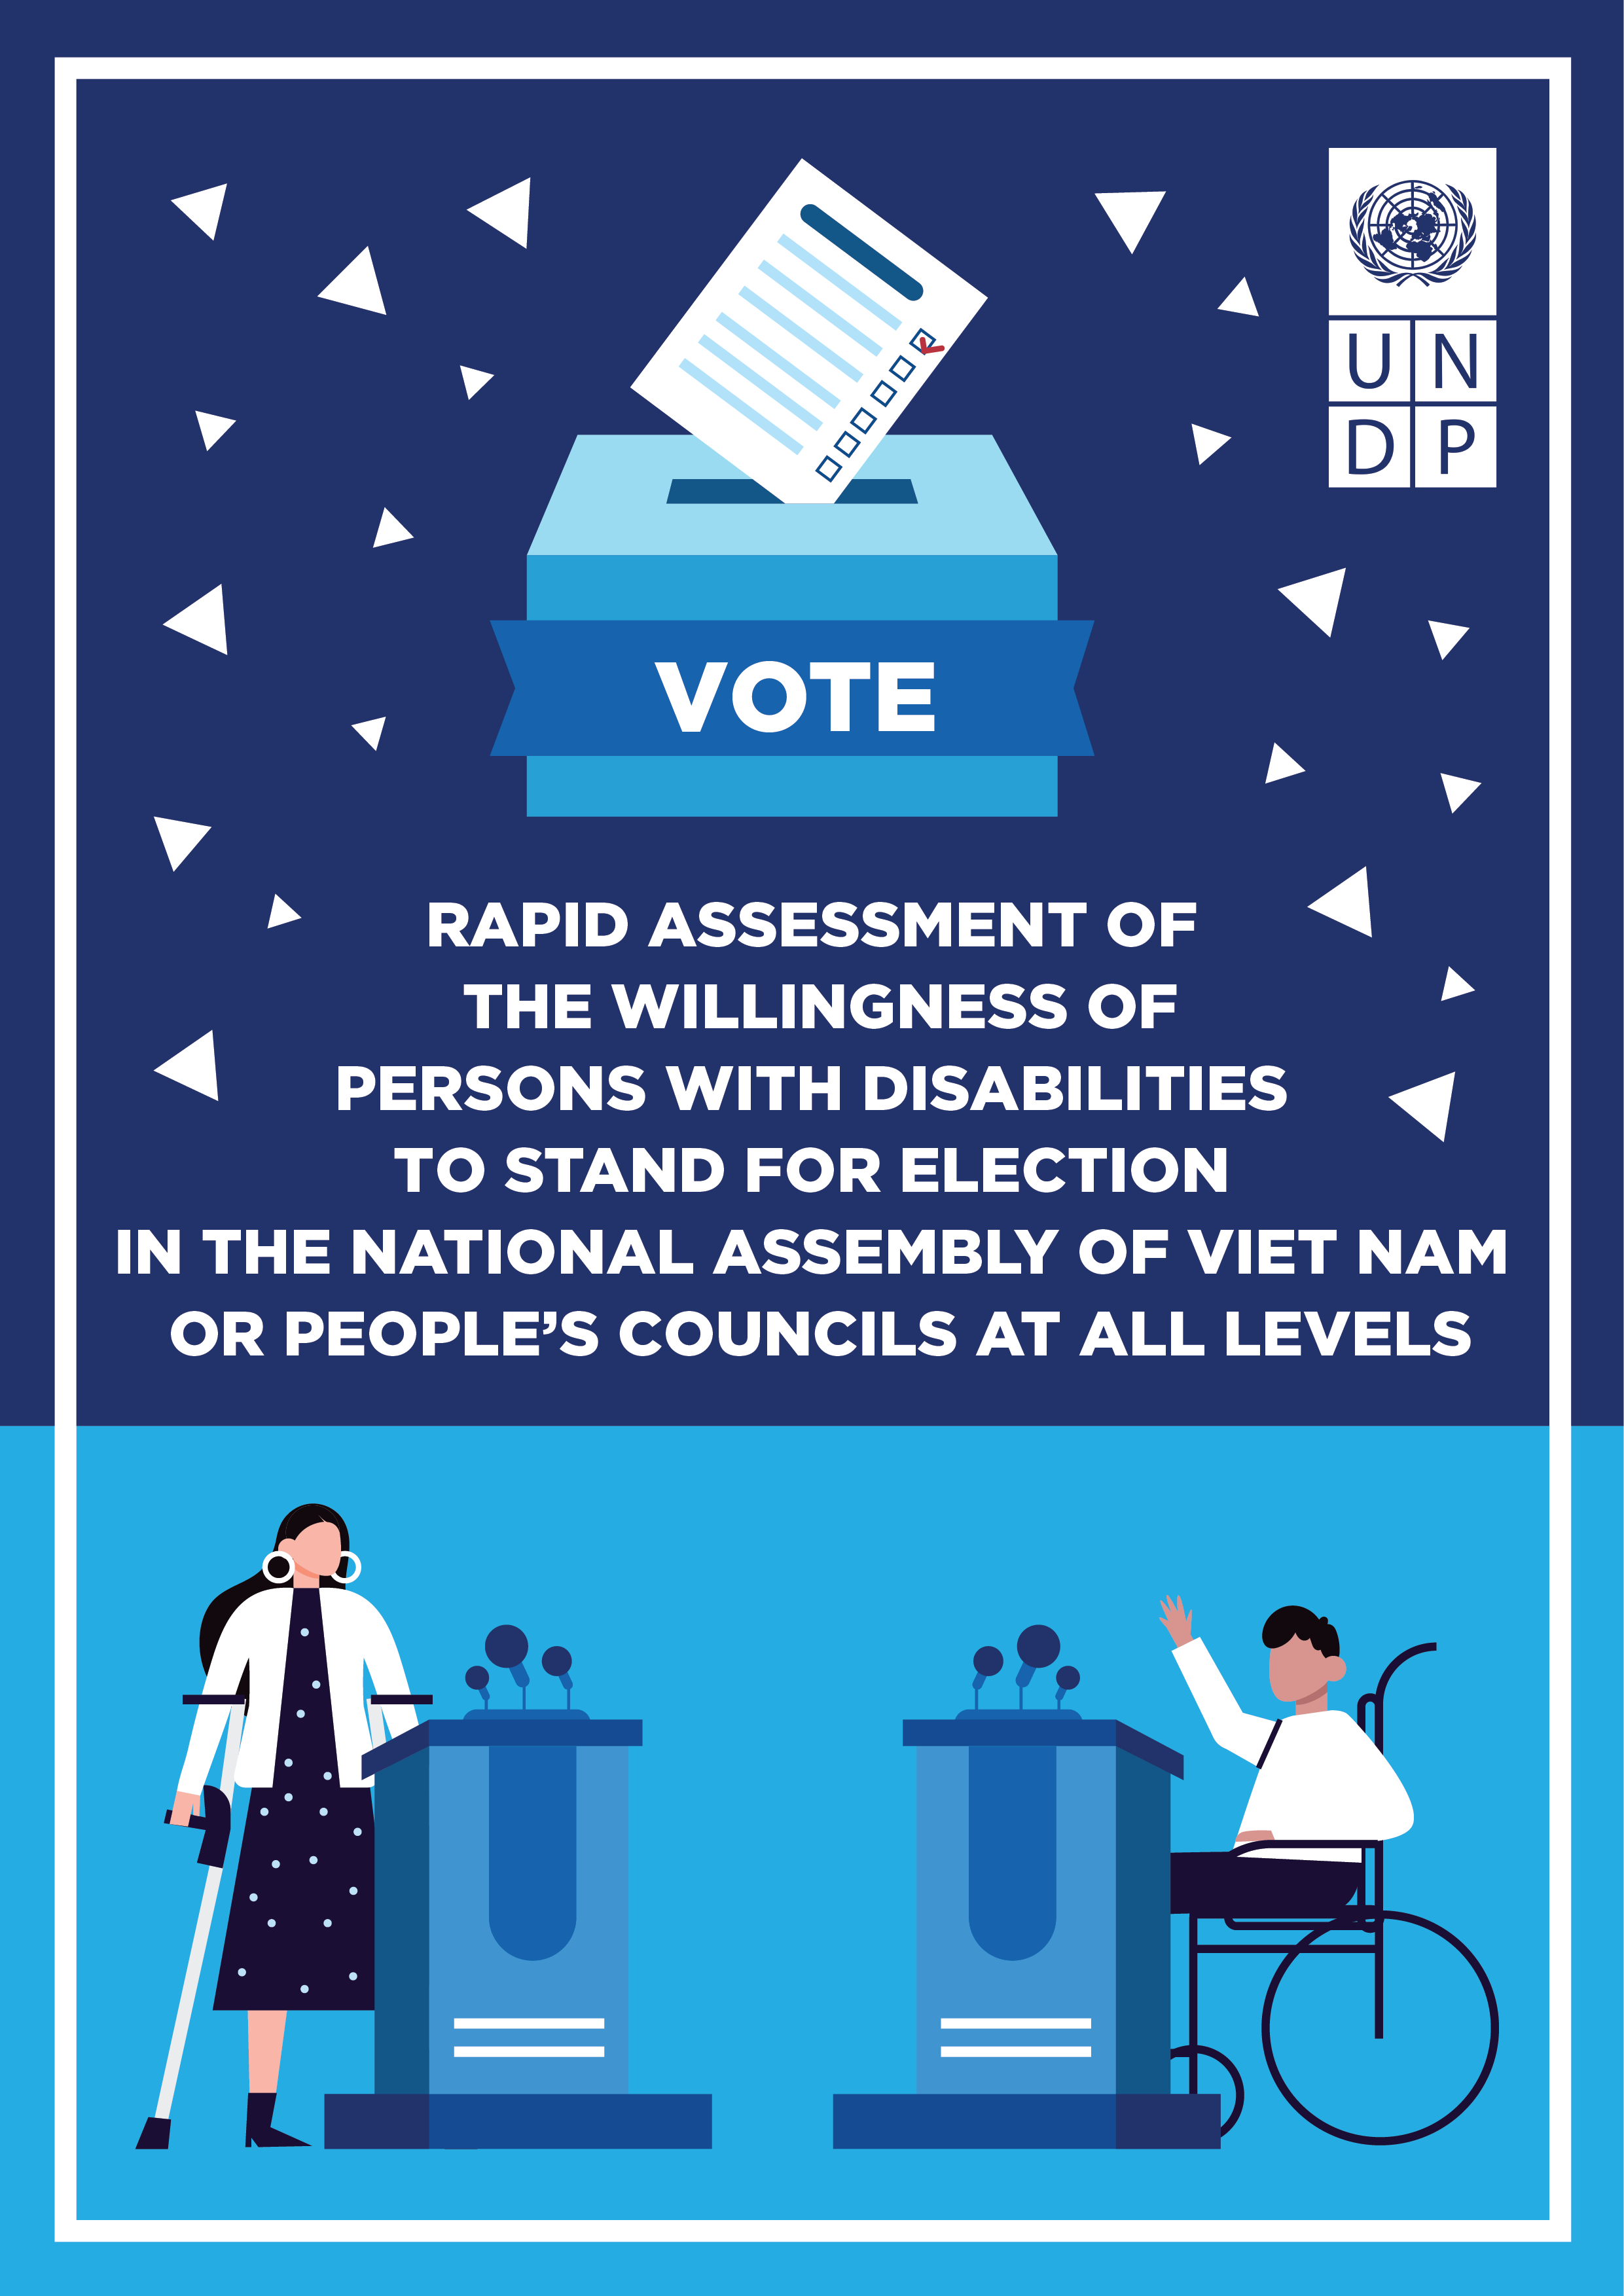 UN
DP
VOTE
RAPID ASSESSMENT OF
THE WILLINGNESS OF
PERSONS WITH DISABILITIES
TO STAND FOR ELECTION
IN THE NATIONAL ASSEMBLY OF VIET NAM
OR PEOPLE’S COUNCILS AT ALL LEVELS